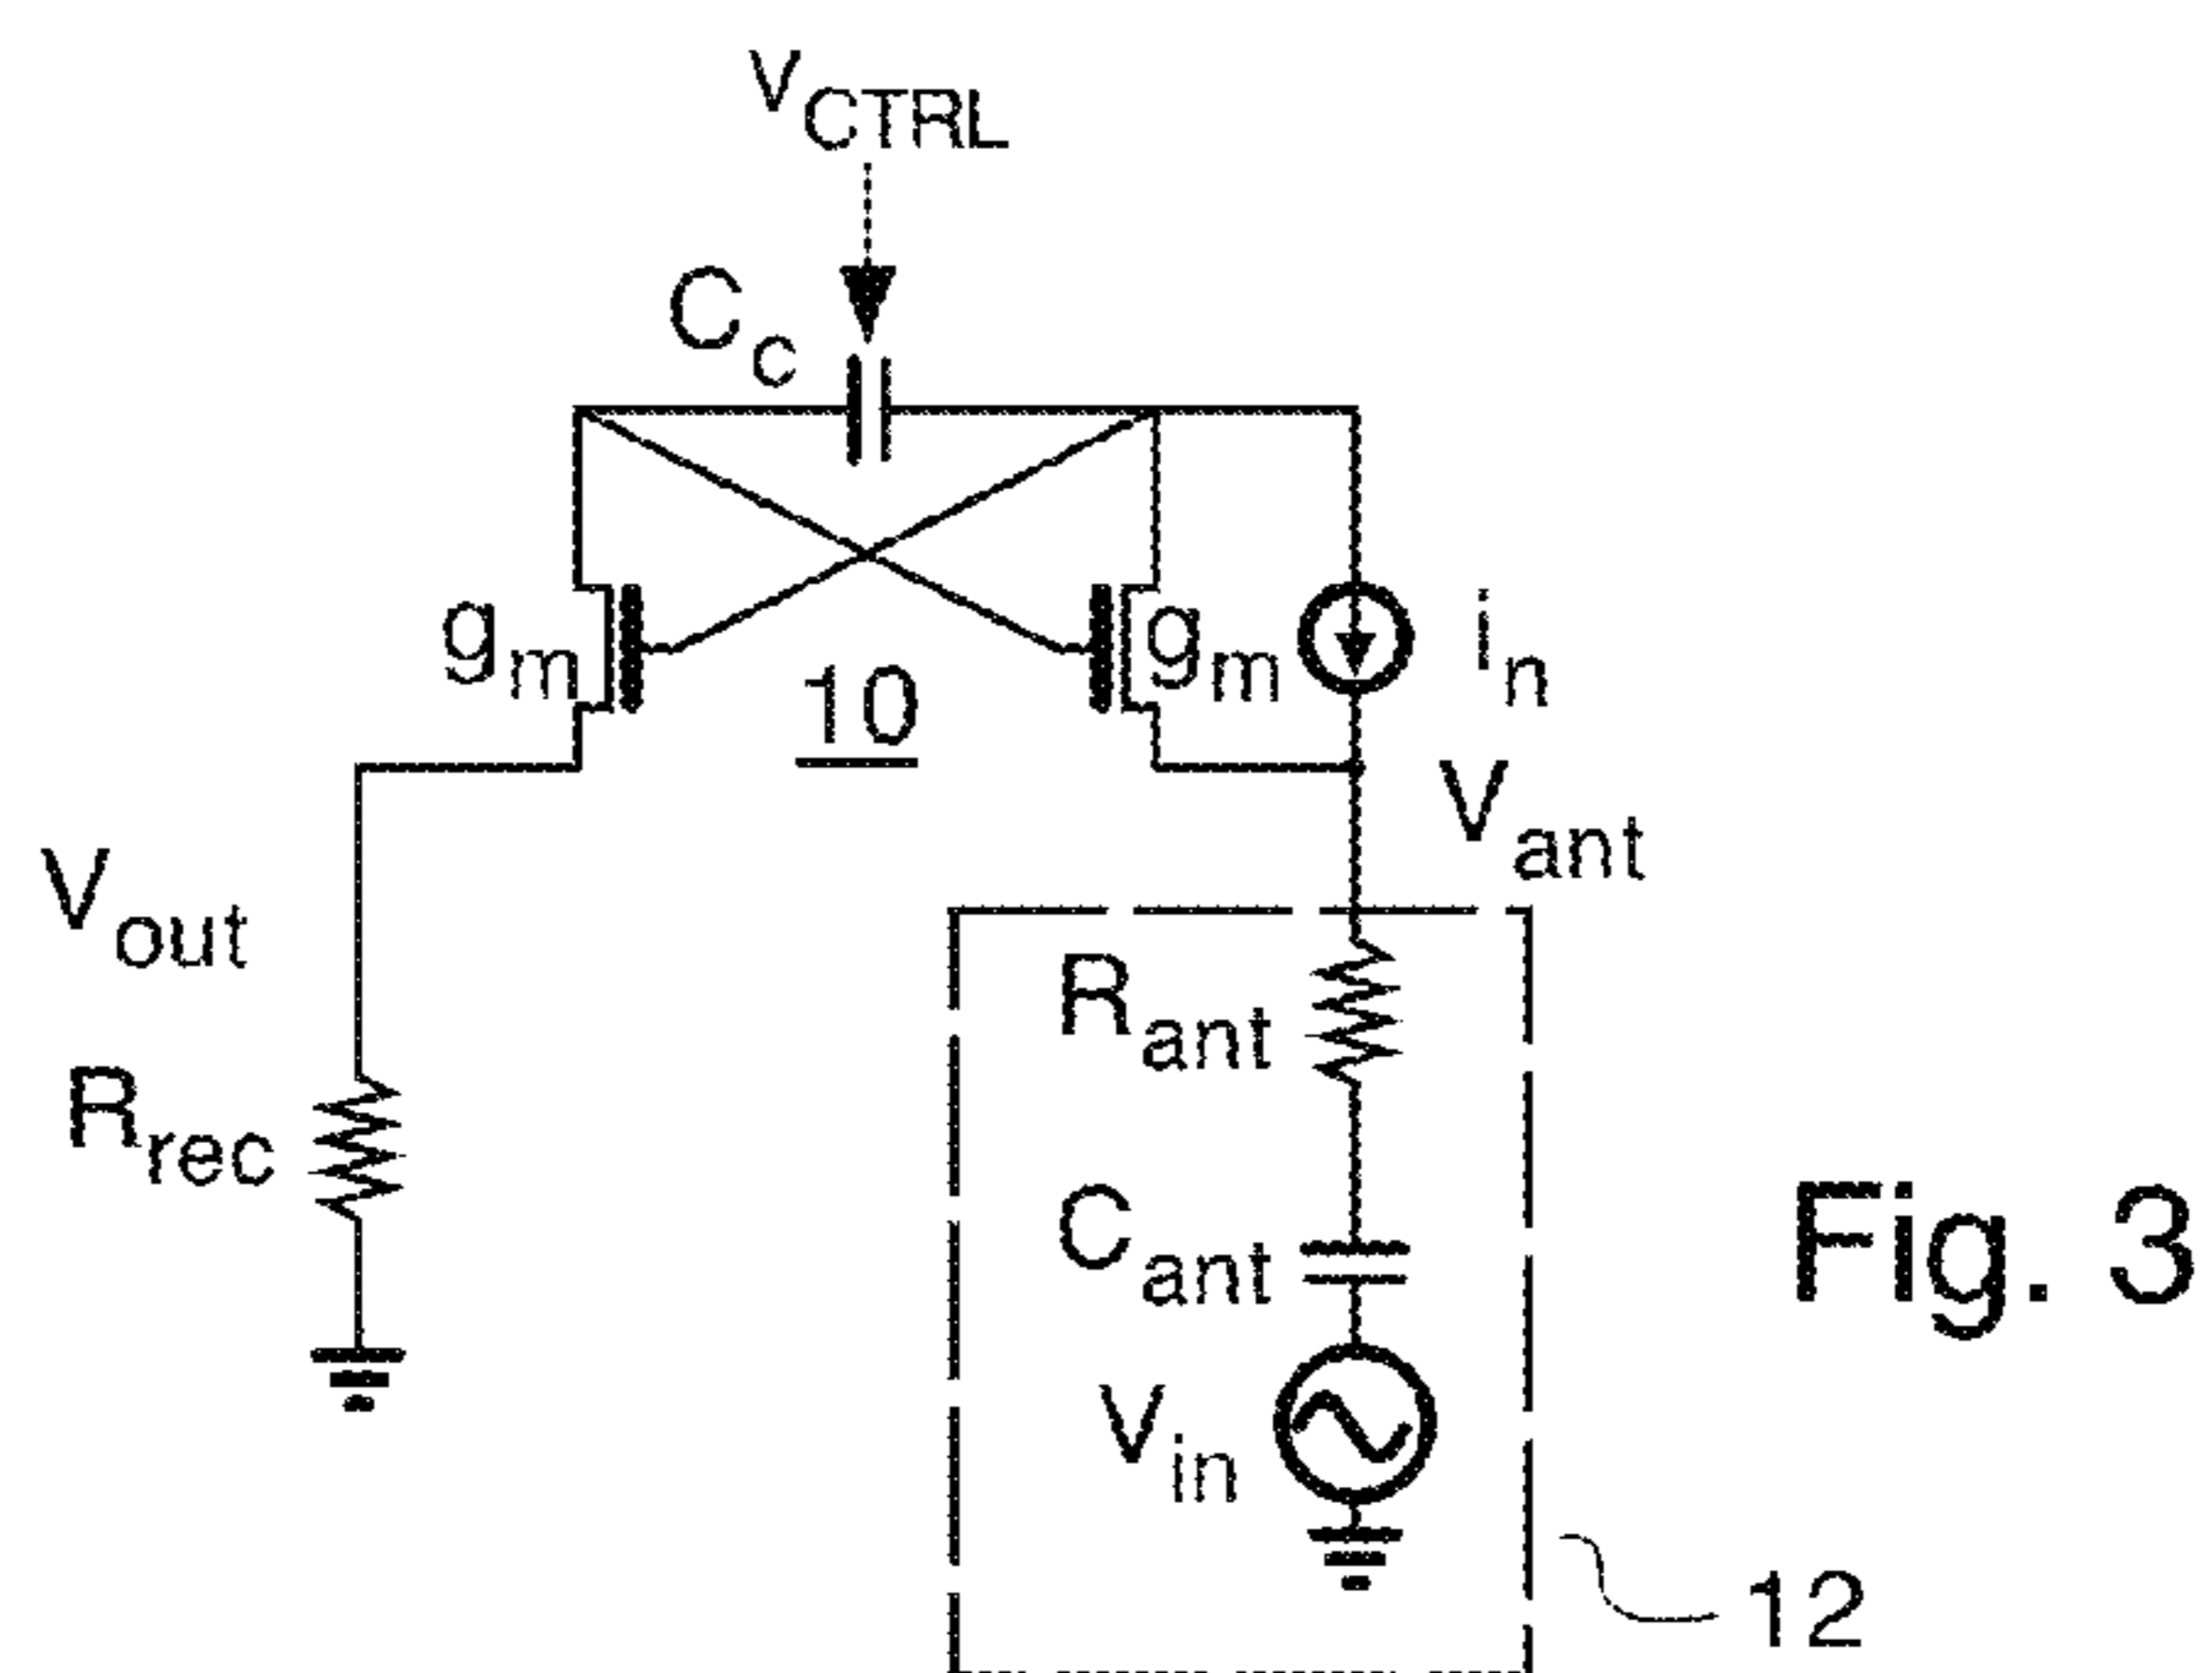 VCTRL
Cc
gm
gm
in
10
Vant
Vout
Rant
Rrec
Cant
Fig. 3
Vin
12